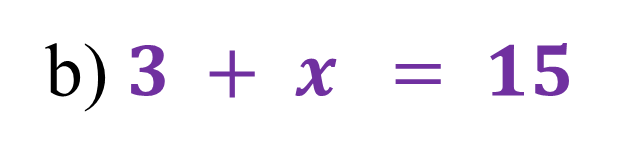 b) 3 + x = 15